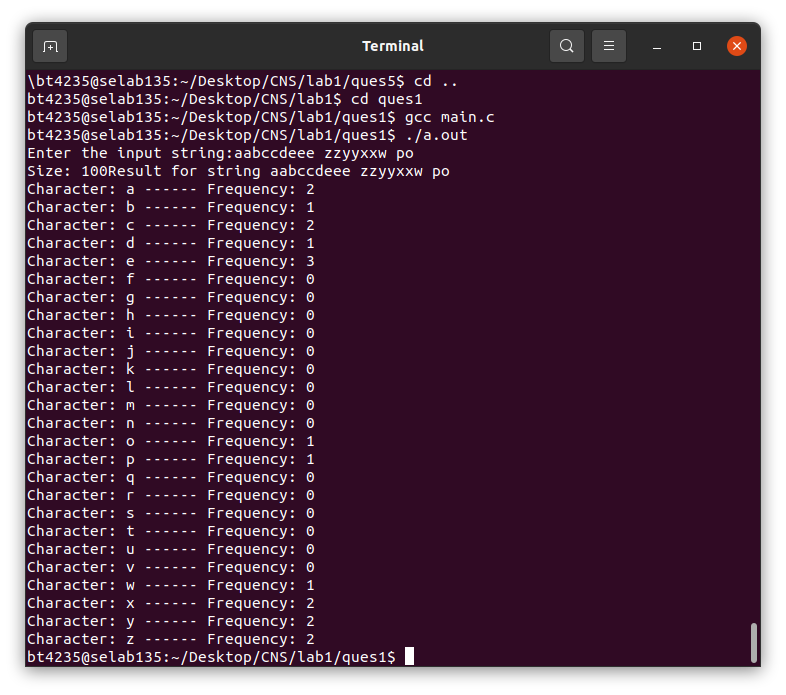 Terminal
\bt4235@selab135:~/Desktop/CNS/lab1/ques5$ cd ..
bt4235@selab135:~/Desktop/CNS/lab1$ cd ques1
bt4235@selab135:~/Desktop/CNS/lab1/ques1$ gcc main.c
bt4235@selab135:~/Desktop/CNS/lab1/ques1$ ./a.out
Enter the input string:aabccdeee zzyyxxw po
Size: 100Result for string aabccdeee zzyyxxw po
Character: a ------ Frequency: 2
Character: b ------ Frequency: 1
Character: c ------ Frequency: 2
Character: d ------ Frequency: 1
Character: e ------ Frequency: 3
Character: f ------ Frequency: 0
Character: g ------ Frequency: 0
Character: h ------ Frequency: 0
Character: i ------ Frequency: 0
Character: j ------ Frequency: 0
Character: k ------ Frequency: 0
Character: l ------ Frequency: 0
Character: m ------ Frequency: 0
Character: n ------ Frequency: 0
Character: o ------ Frequency: 1
Character: p ------ Frequency: 1
Character: q ------ Frequency: 0
Character: r ------ Frequency: 0
Character: s ------ Frequency: 0
Character: t ------ Frequency: 0
Character: u ------ Frequency: 0
Character: v ------ Frequency: 0
Character: w ------ Frequency: 1
Character: x ------ Frequency: 2
Character: y ------ Frequency: 2
Character: z ------ Frequency: 2
bt4235@selab135:~/Desktop/CNS/lab1/ques1$